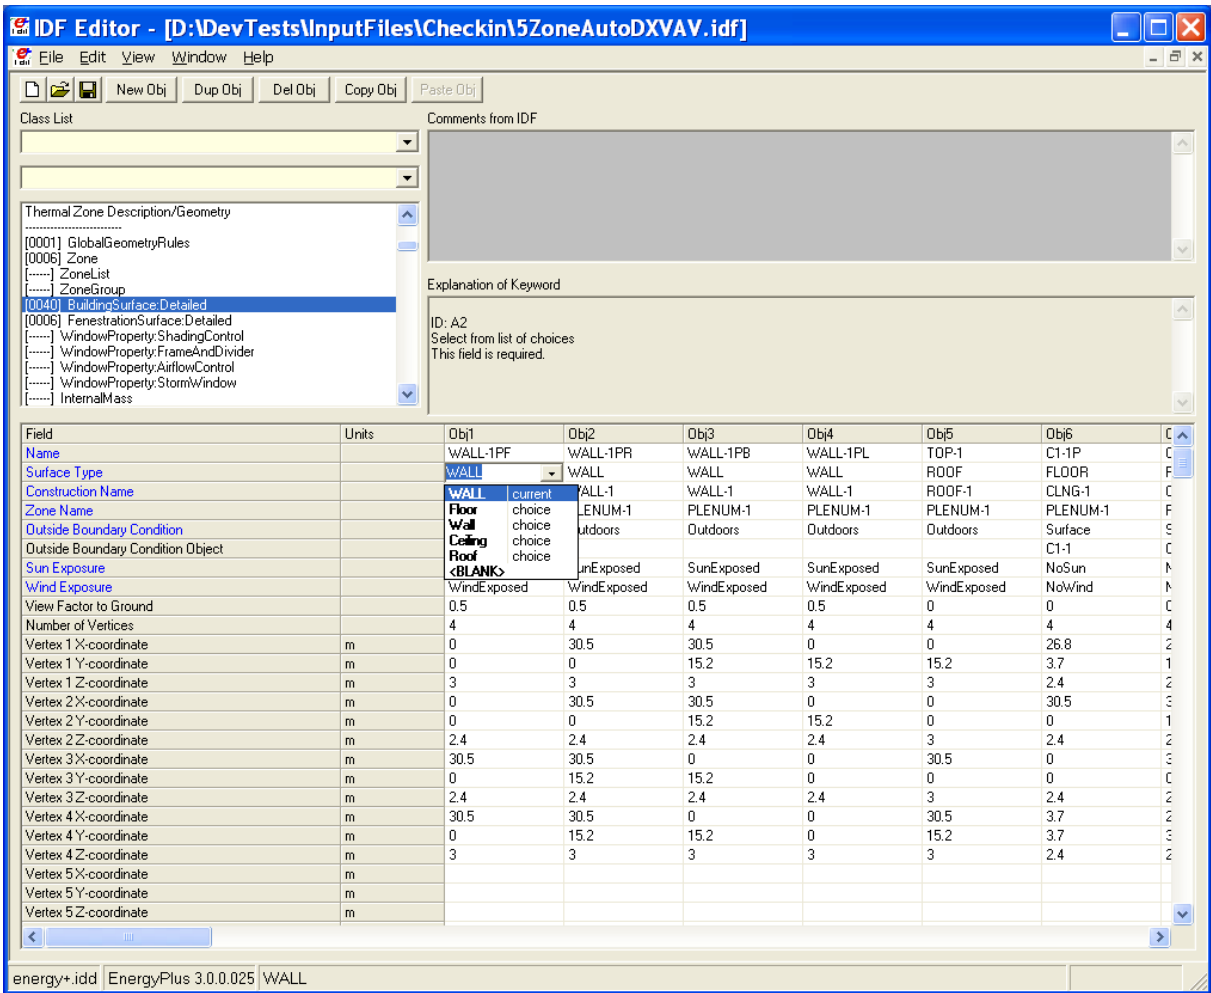 IDF Editor - [D:\DevTests\InputFiles\Checkin\5ZoneAutoDXVAV.idf]
File Edit View Window Help
New Obj Dup Obj Del Obj Copy Obj Paste Obj
Class List
Comments from IDF
Thermal Zone Description/Geometry
---------------------------
[0001] GlobalGeometryRules
[0006] Zone
[------] ZoneList
[------] ZoneGroup
[0040] BuildingSurface:Detailed
[0006] FenestrationSurface:Detailed
[------] WindowProperty:ShadingControl
[------] WindowProperty:FrameAndDivider
[------] WindowProperty:AirflowControl
[------] WindowProperty:StormWindow
[------] InternalMass
Explanation of Keyword
ID: A2
Select from list of choices
This field is required.
Field Units Obj1 Obj2 Obj3 Obj4 Obj5 Obj6
Name WALL-1PF WALL-1PR WALL-1PB WALL-1PL TOP-1 C1-1P
Surface Type WALL WALL WALL WALL ROOF FLOOR
Construction Name WALL-1 WALL-1 WALL-1 ROOF-1 CLNG-1
Zone Name PLENUM-1 PLENUM-1 PLENUM-1 PLENUM-1 PLENUM-1
Outside Boundary Condition Outdoors Outdoors Outdoors Outdoors Surface
Outside Boundary Condition Object C1-1
Sun Exposure SunExposed SunExposed SunExposed SunExposed NoSun
Wind Exposure WindExposed WindExposed WindExposed WindExposed WindExposed NoWind
WALL current
Floor choice
Wall choice
Ceiling choice
Roof choice
<BLANK>
View Factor to Ground 0.5 0.5 0.5 0.5 0 0
Number of Vertices 4 4 4 4 4 4
Vertex 1 X-coordinate m 0 30.5 30.5 0 0 26.8
Vertex 1 Y-coordinate m 0 0 15.2 15.2 15.2 3.7
Vertex 1 Z-coordinate m 3 3 3 3 3 2.4
Vertex 2 X-coordinate m 0 30.5 30.5 0 0 30.5
Vertex 2 Y-coordinate m 0 0 15.2 15.2 0 0
Vertex 2 Z-coordinate m 2.4 2.4 2.4 2.4 3 2.4
Vertex 3 X-coordinate m 30.5 30.5 0 0 30.5 0
Vertex 3 Y-coordinate m 0 15.2 15.2 0 0 0
Vertex 3 Z-coordinate m 2.4 2.4 2.4 2.4 3 2.4
Vertex 4 X-coordinate m 30.5 30.5 0 0 30.5 3.7
Vertex 4 Y-coordinate m 0 15.2 15.2 0 15.2 3.7
Vertex 4 Z-coordinate m 3 3 3 3 3 2.4
Vertex 5 X-coordinate m
Vertex 5 Y-coordinate m
Vertex 5 Z-coordinate m
energy+.idd EnergyPlus 3.0.0.025 WALL